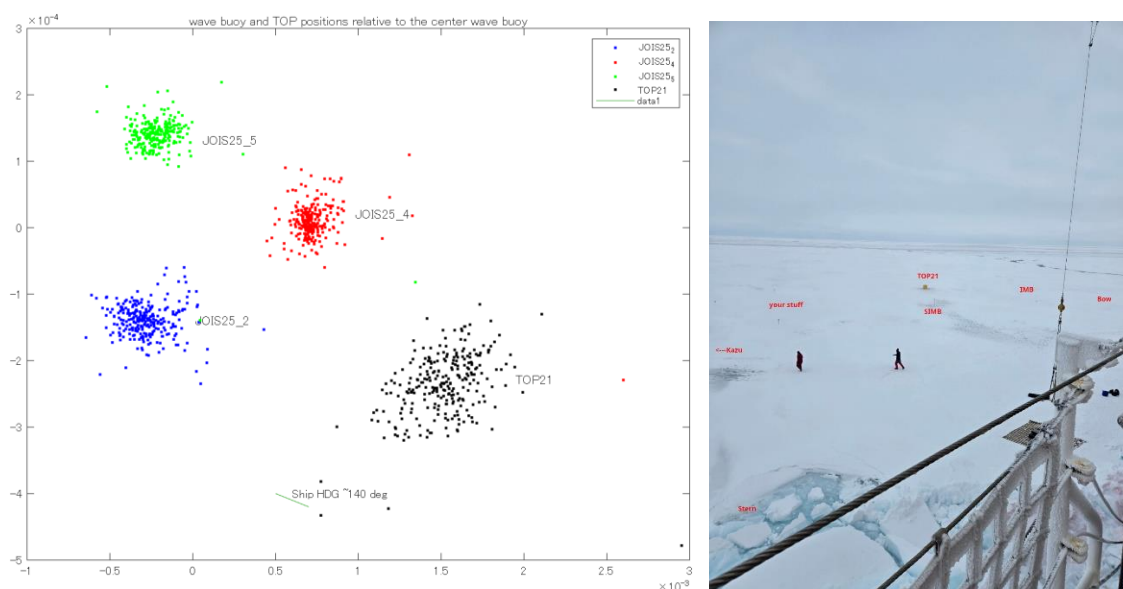 ×10⁻⁴
wave buoy and TOP positions relative to the center wave buoy
3
2
1
0
-1
-2
-3
-4
-5
-1
-0.5
0
0.5
1
1.5
2
2.5
3
×10⁻³
JOIS25₂
JOIS25₄
JOIS25₅
TOP21
data1
JOIS25_5
JOIS25_4
JOIS25_2
TOP21
Ship HDG ~140 deg
TOP21
IMB
Bow
your stuff
SIMB
<---Kazu
Stern